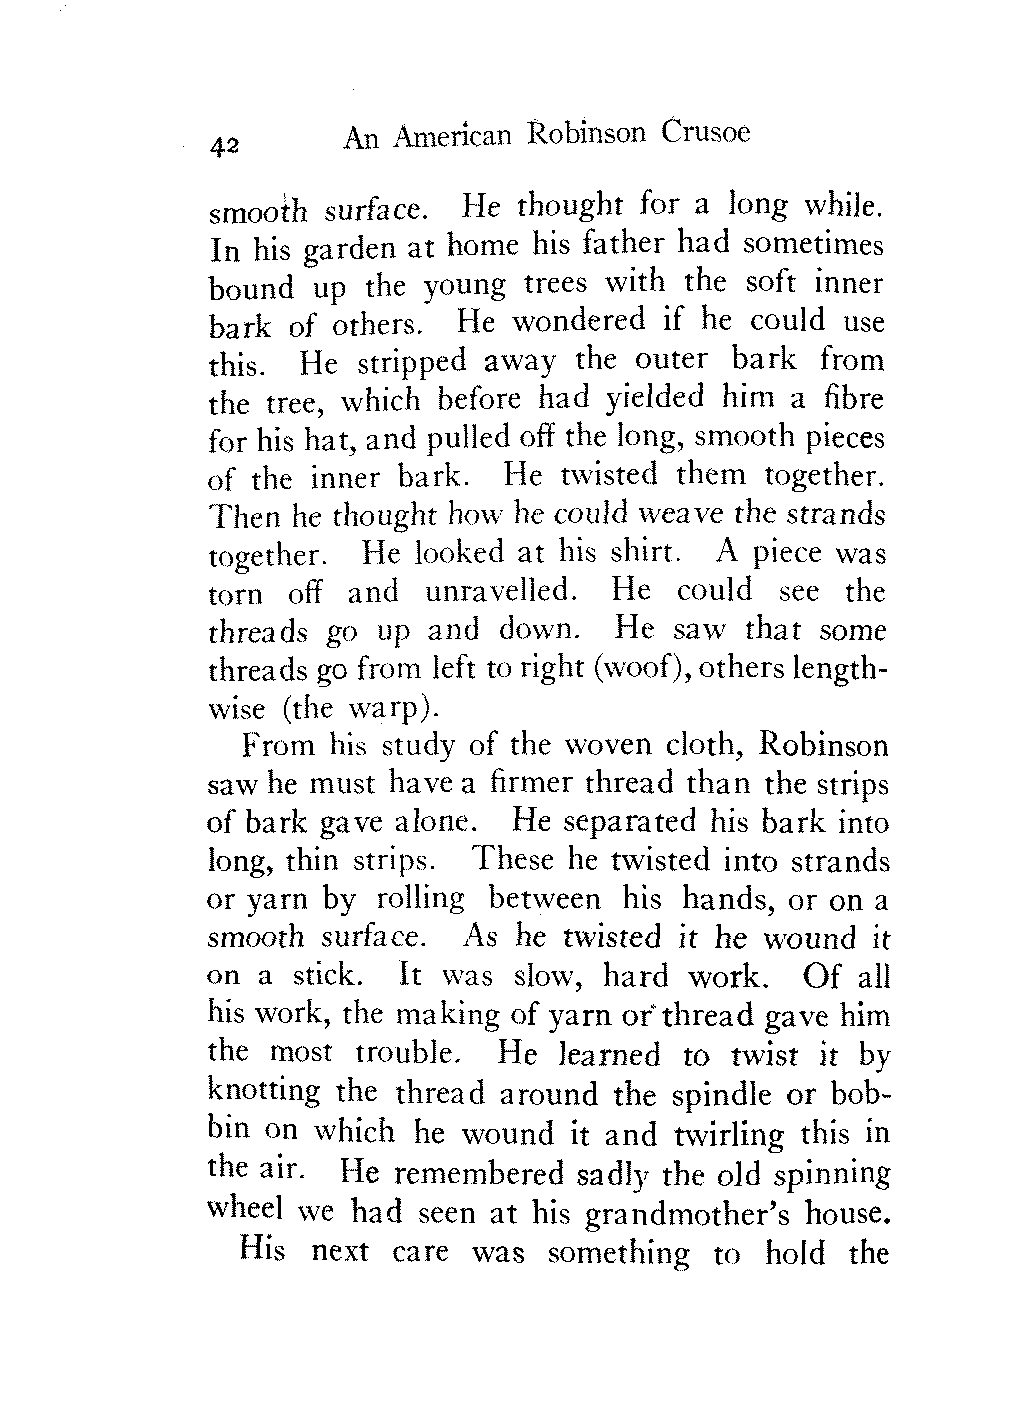 42 An American Robinson Crusoe
smooth surface. He thought for a long while.
In his garden at home his father had sometimes
bound up the young trees with the soft inner
bark of others. He wondered if he could use
this. He stripped away the outer bark from
the tree, which before had yielded him a fibre
for his hat, and pulled off the long, smooth pieces
of the inner bark. He twisted them together.
Then he thought how he could weave the strands
together. He looked at his shirt. A piece was
torn off and unravelled. He could see the
threads go up and down. He saw that some
threads go from left to right (woof), others length-
wise (the warp).
From his study of the woven cloth, Robinson
saw he must have a firmer thread than the strips
of bark gave alone. He separated his bark into
long, thin strips. These he twisted into strands
or yarn by rolling between his hands, or on a
smooth surface. As he twisted it he wound it
on a stick. It was slow, hard work. Of all
his work, the making of yarn or thread gave him
the most trouble. He learned to twist it by
knotting the thread around the spindle or bob-
bin on which he wound it and twirling this in
the air. He remembered sadly the old spinning
wheel we had seen at his grandmother's house.
His next care was something to hold the